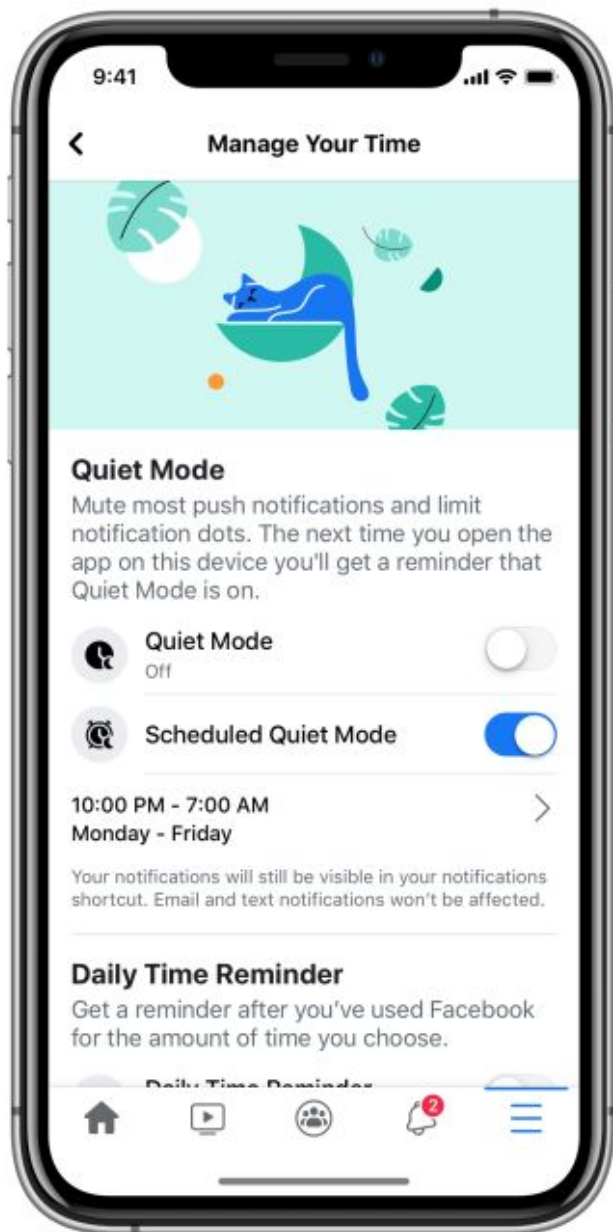 9:41
Manage Your Time
Quiet Mode
Mute most push notifications and limit
notification dots. The next time you open the
app on this device you'll get a reminder that
Quiet Mode is on.
Quiet Mode
Off
Scheduled Quiet Mode
10:00 PM - 7:00 AM
Monday - Friday
Your notifications will still be visible in your notifications
shortcut. Email and text notifications won't be affected.
Daily Time Reminder
Get a reminder after you've used Facebook
for the amount of time you choose.
Daily Time Reminder
2